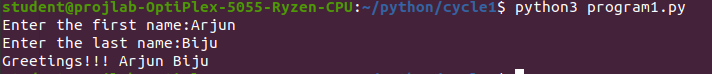 student@projlab-OptiPlex-5055-Ryzen-CPU:~/python/cycle1$ python3 program1.py
Enter the first name:Arjun
Enter the last name:Biju
Greetings!!! Arjun Biju